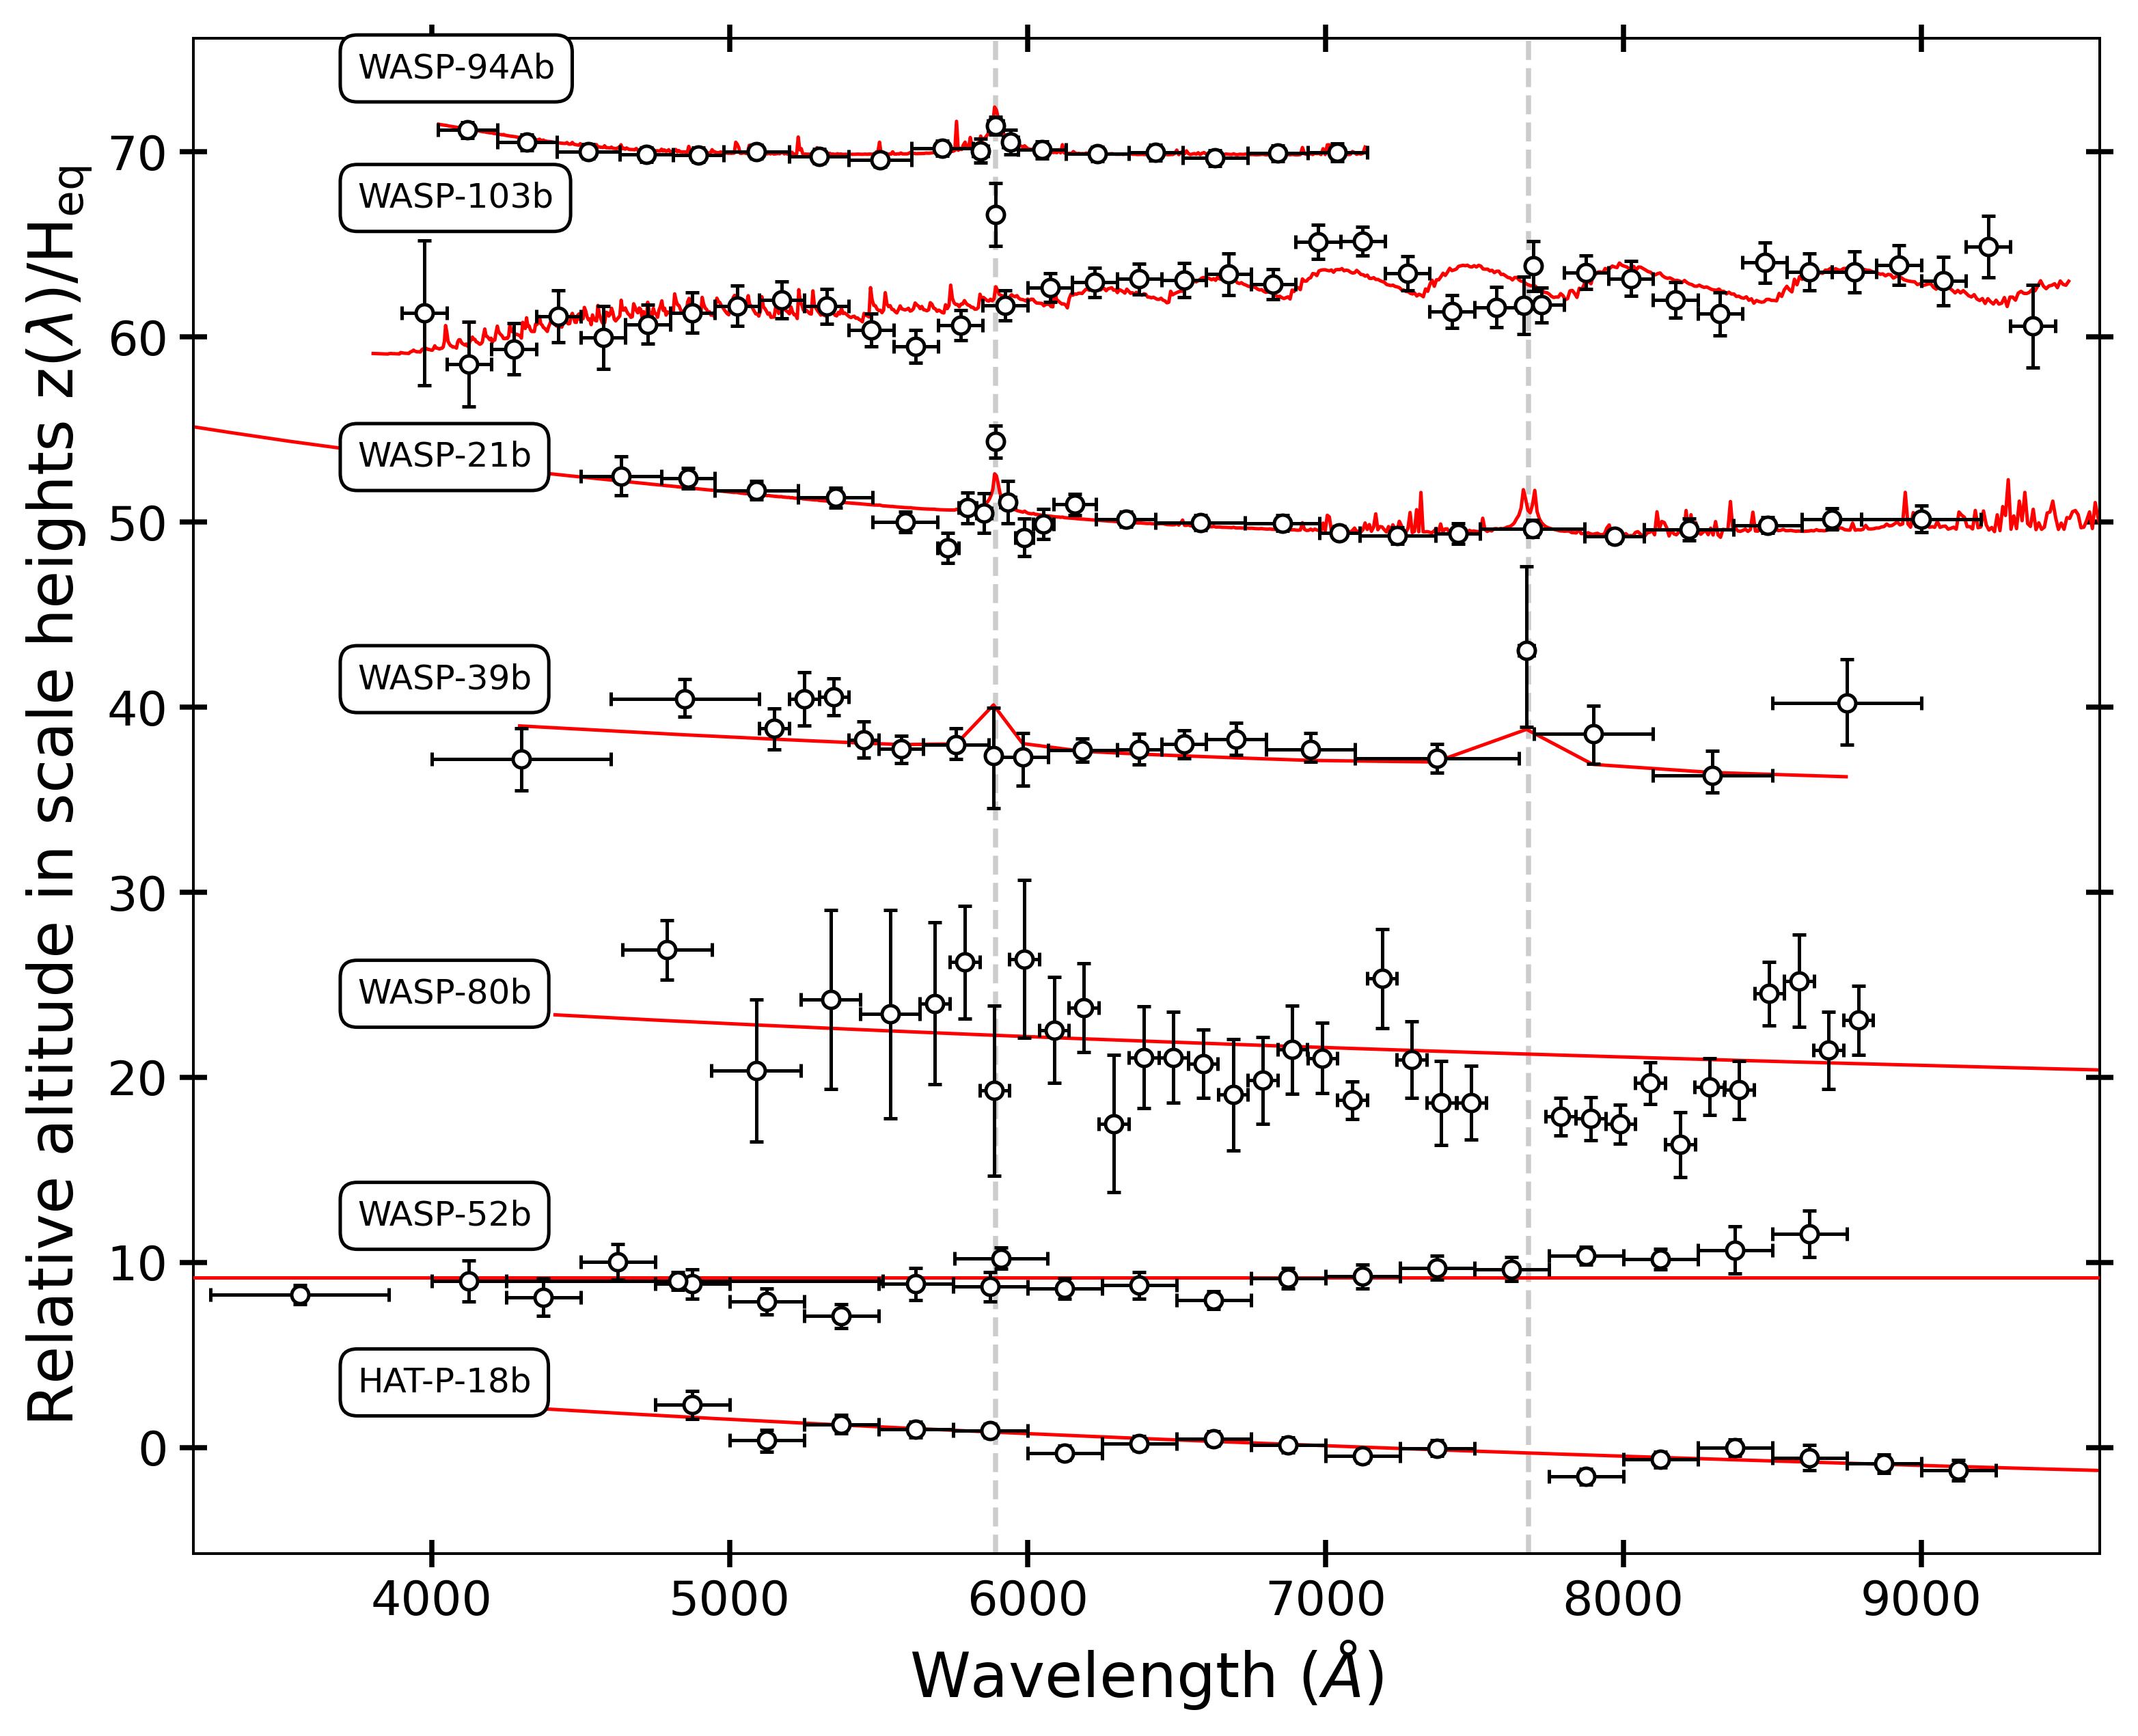 WASP-94Ab
WASP-103b
WASP-21b
WASP-39b
WASP-80b
WASP-52b
HAT-P-18b
70
60
50
40
30
20
10
0
4000 5000 6000 7000 8000 9000
Wavelength (Å)
Relative altitude in scale heights z(λ)/H_eq